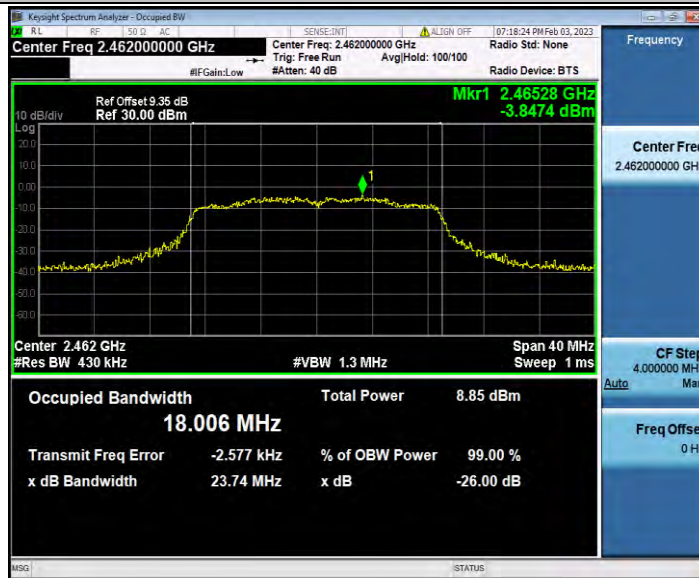 Keysight Spectrum Analyzer - Occupied BW
RL RF 50 Ω AC SENSE:INT ALIGN OFF 07:18:24 PM Feb 03, 2023
Center Freq 2.462000000 GHz
Center Freq: 2.462000000 GHz Radio Std: None
Trig: Free Run Avg|Hold: 100/100
#IFGain:Low #Atten: 40 dB Radio Device: BTS
Frequency
Ref Offset 9.35 dB Mkr1 2.46528 GHz
10 dB/div Ref 30.00 dBm -3.8474 dBm
Log
20.0
10.0
0.00
-10.0
-20.0
-30.0
-40.0
-50.0
-60.0
1
Center 2.462 GHz Span 40 MHz
#Res BW 430 kHz #VBW 1.3 MHz Sweep 1 ms
Occupied Bandwidth Total Power 8.85 dBm
18.006 MHz
Transmit Freq Error -2.577 kHz % of OBW Power 99.00 %
x dB Bandwidth 23.74 MHz x dB -26.00 dB
Center Fre
2.462000000 GH
CF Step
4.000000 MH
Auto Ma
Freq Offse
0 H
MSG STATUS